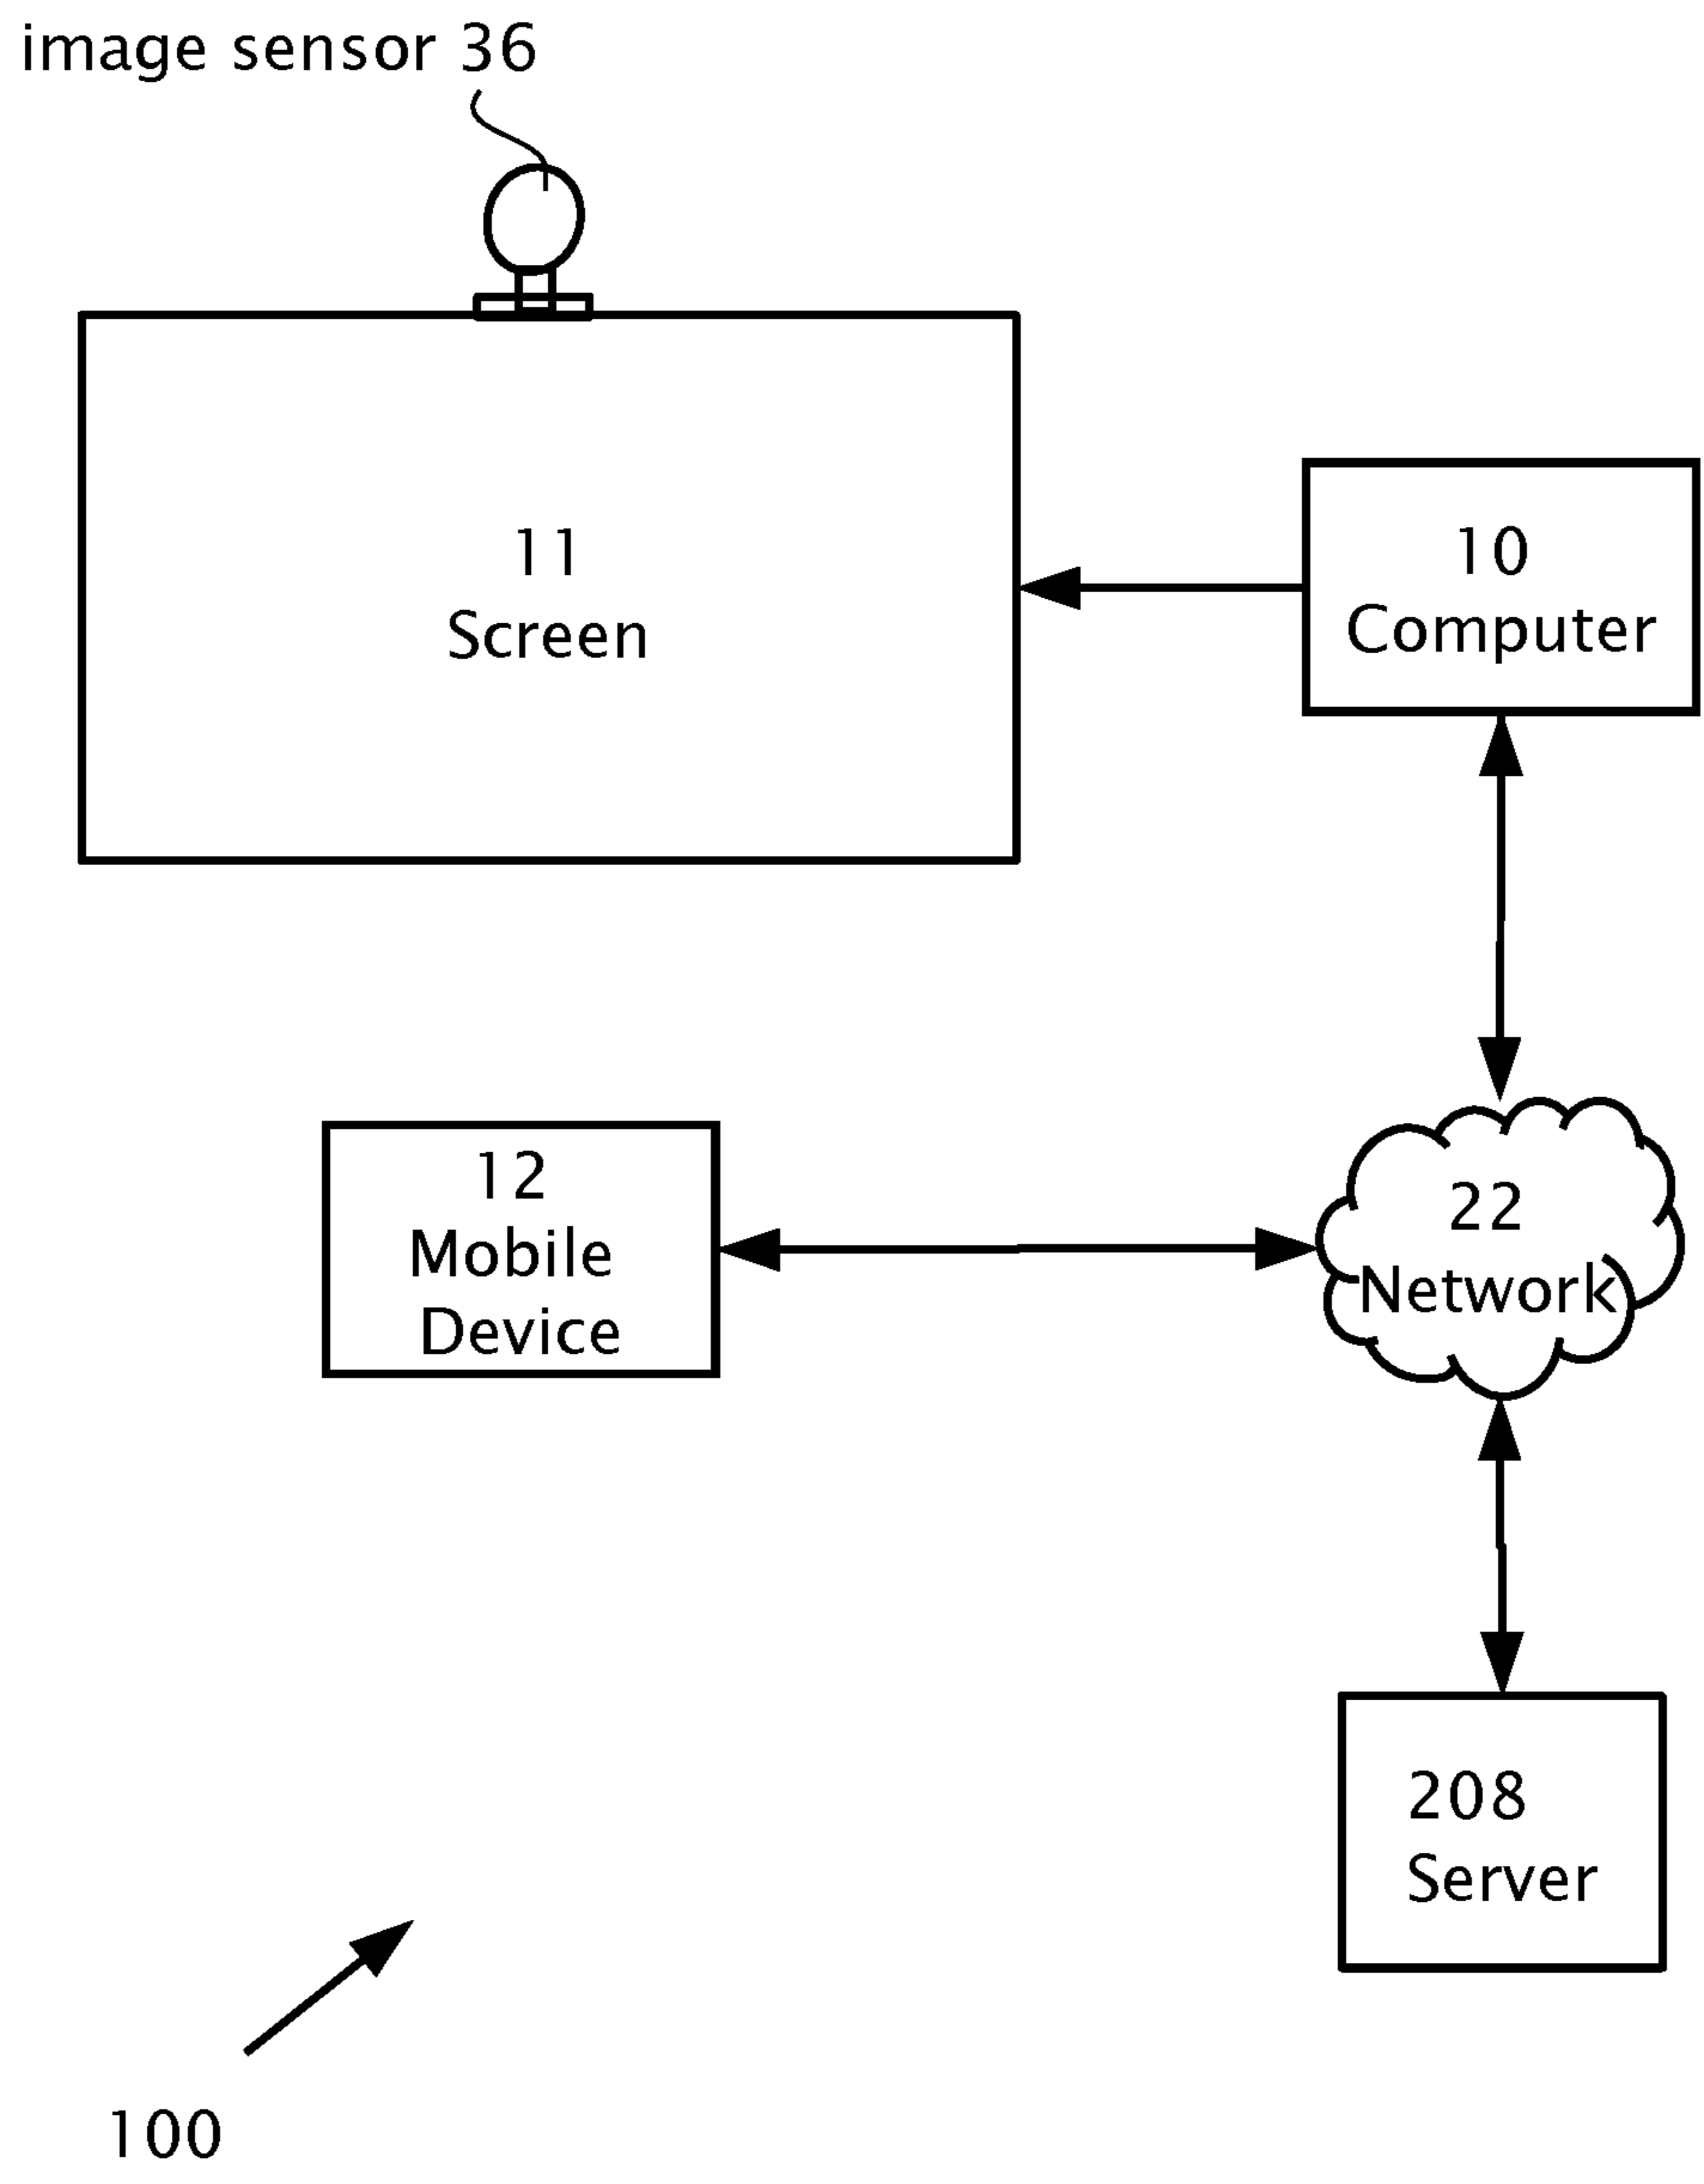 image sensor 36
11
Screen
10
Computer
12
Mobile
Device
22
Network
208
Server
100